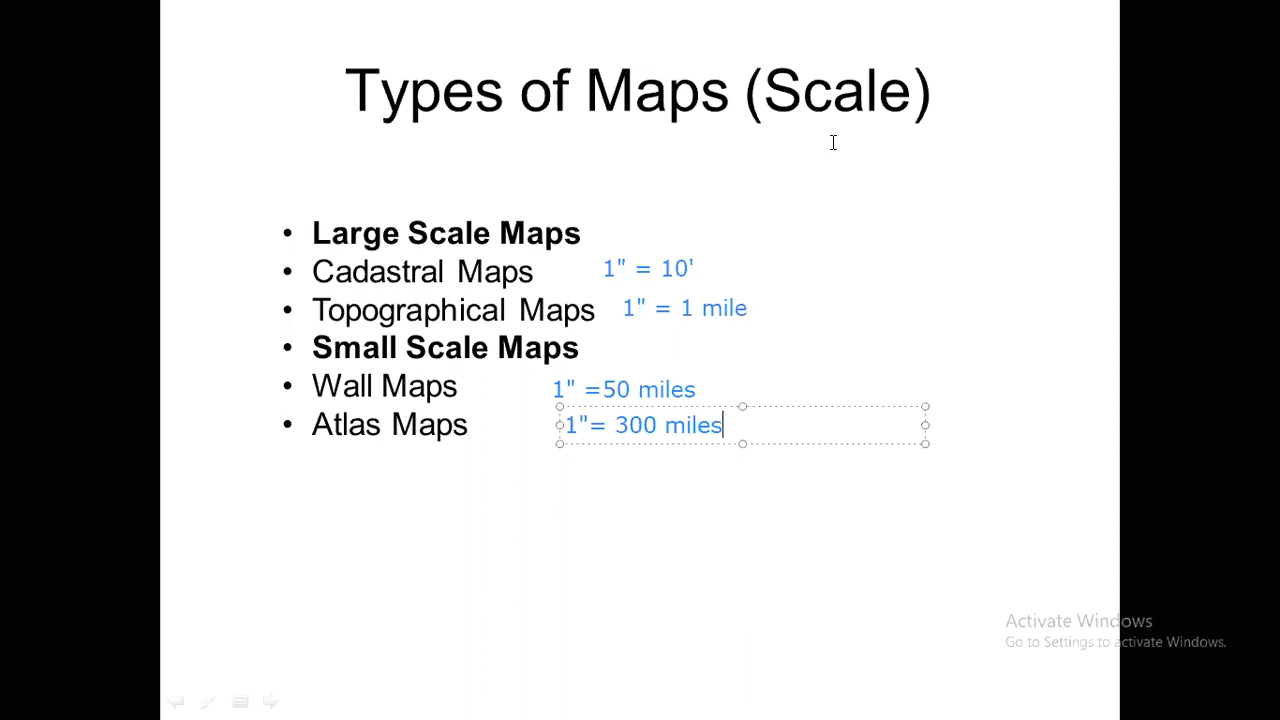 Types of Maps (Scale)
• Large Scale Maps
• Cadastral Maps 1" = 10'
• Topographical Maps 1" = 1 mile
• Small Scale Maps
• Wall Maps 1" =50 miles
• Atlas Maps 1"= 300 miles
Activate Windows
Go to Settings to activate Windows.